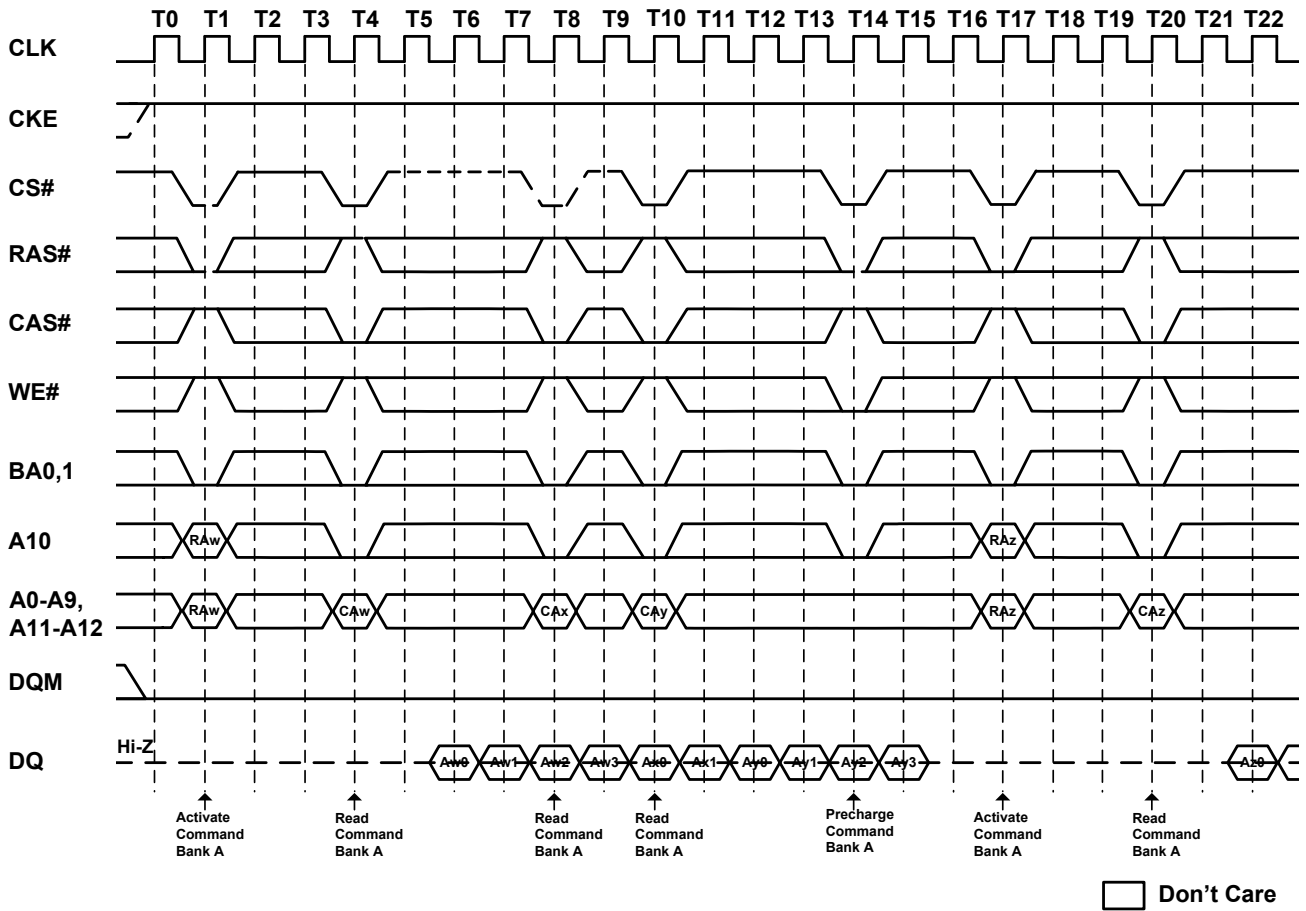 T0 T1 T2 T3 T4 T5 T6 T7 T8 T9 T10 T11 T12 T13 T14 T15 T16 T17 T18 T19 T20 T21 T22
CLK
CKE
CS#
RAS#
CAS#
WE#
BA0,1
A10
RAw
RAz
A0-A9,
A11-A12
RAw
CAw
CAx
CAy
RAz
CAz
DQM
DQ
Hi-Z
Aw0
Aw1
Aw2
Aw3
Ax0
Ax1
Ay0
Ay1
Ay2
Ay3
Az0
Activate
Command
Bank A
Read
Command
Bank A
Read
Command
Bank A
Read
Command
Bank A
Precharge
Command
Bank A
Activate
Command
Bank A
Read
Command
Bank A
Don't Care